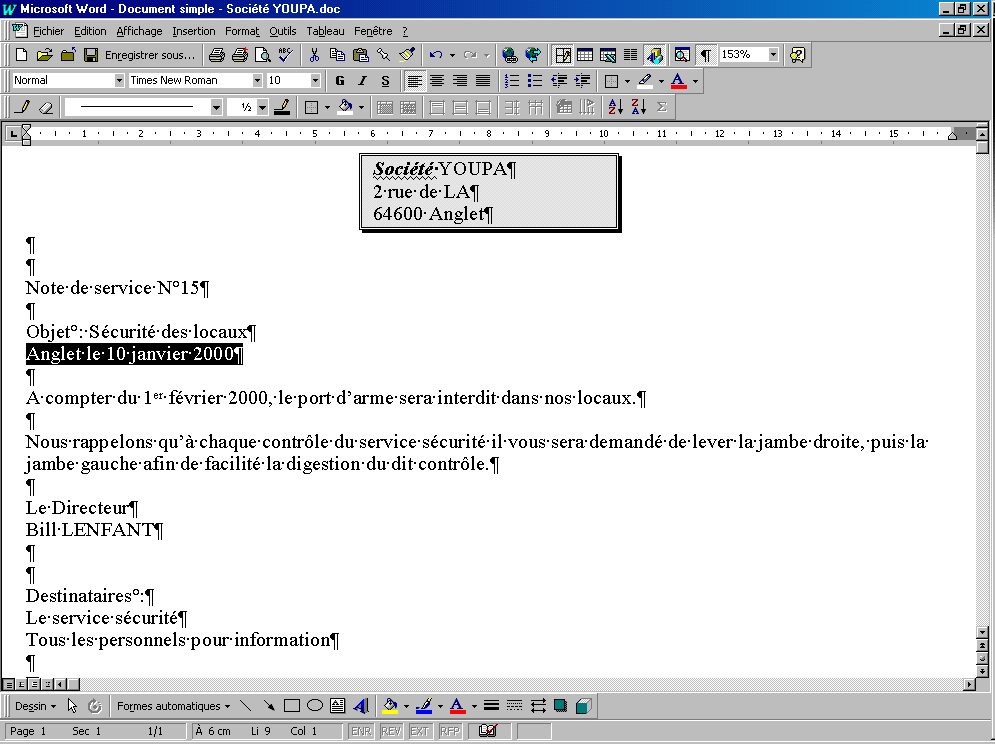 Microsoft Word - Document simple - Société YOUPA.doc
Fichier Edition Affichage Insertion Format Outils Tableau Fenêtre ?
Enregistrer sous... ABC ¶ 153%
Normal Times New Roman 10 G I S A
½ A Z Z A Σ
L 1 2 3 4 5 6 7 8 9 10 11 12 13 14 15
Société·YOUPA¶
2·rue·de·LA¶
64600·Anglet¶
¶
¶
Note·de·service·N°15¶
¶
Objet°:·Sécurité·des·locaux¶
Anglet·le·10·janvier·2000¶
¶
A·compter·du·1er·février·2000,·le·port·d’arme·sera·interdit·dans·nos·locaux.¶
¶
Nous·rappelons·qu’à·chaque·contrôle·du·service·sécurité·il·vous·sera·demandé·de·lever·la·jambe·droite,·puis·la·
jambe·gauche·afin·de·facilité·la·digestion·du·dit·contrôle.¶
¶
Le·Directeur¶
Bill·LENFANT¶
¶
¶
Destinataires°:¶
Le·service·sécurité¶
Tous·les·personnels·pour·information¶
¶
Dessin Formes automatiques A A
Page 1 Sec 1 1/1 À 6 cm Li 9 Col 1 ENR REV EXT RFP